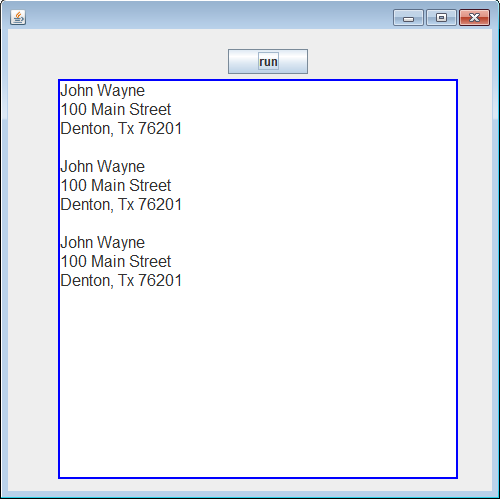 run
John Wayne
100 Main Street
Denton, Tx 76201
John Wayne
100 Main Street
Denton, Tx 76201
John Wayne
100 Main Street
Denton, Tx 76201